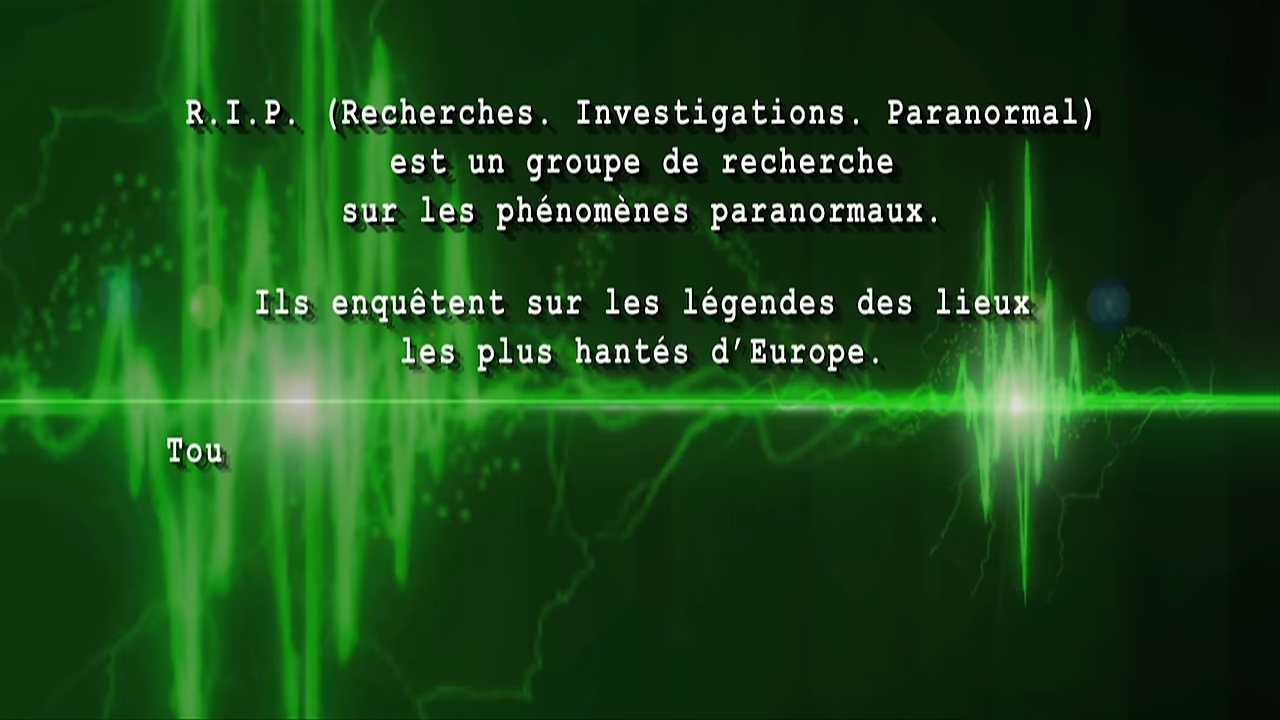 R.I.P. (Recherches. Investigations. Paranormal)
est un groupe de recherche
sur les phénomènes paranormaux.
Ils enquêtent sur les légendes des lieux
les plus hantés d’Europe.
Tou